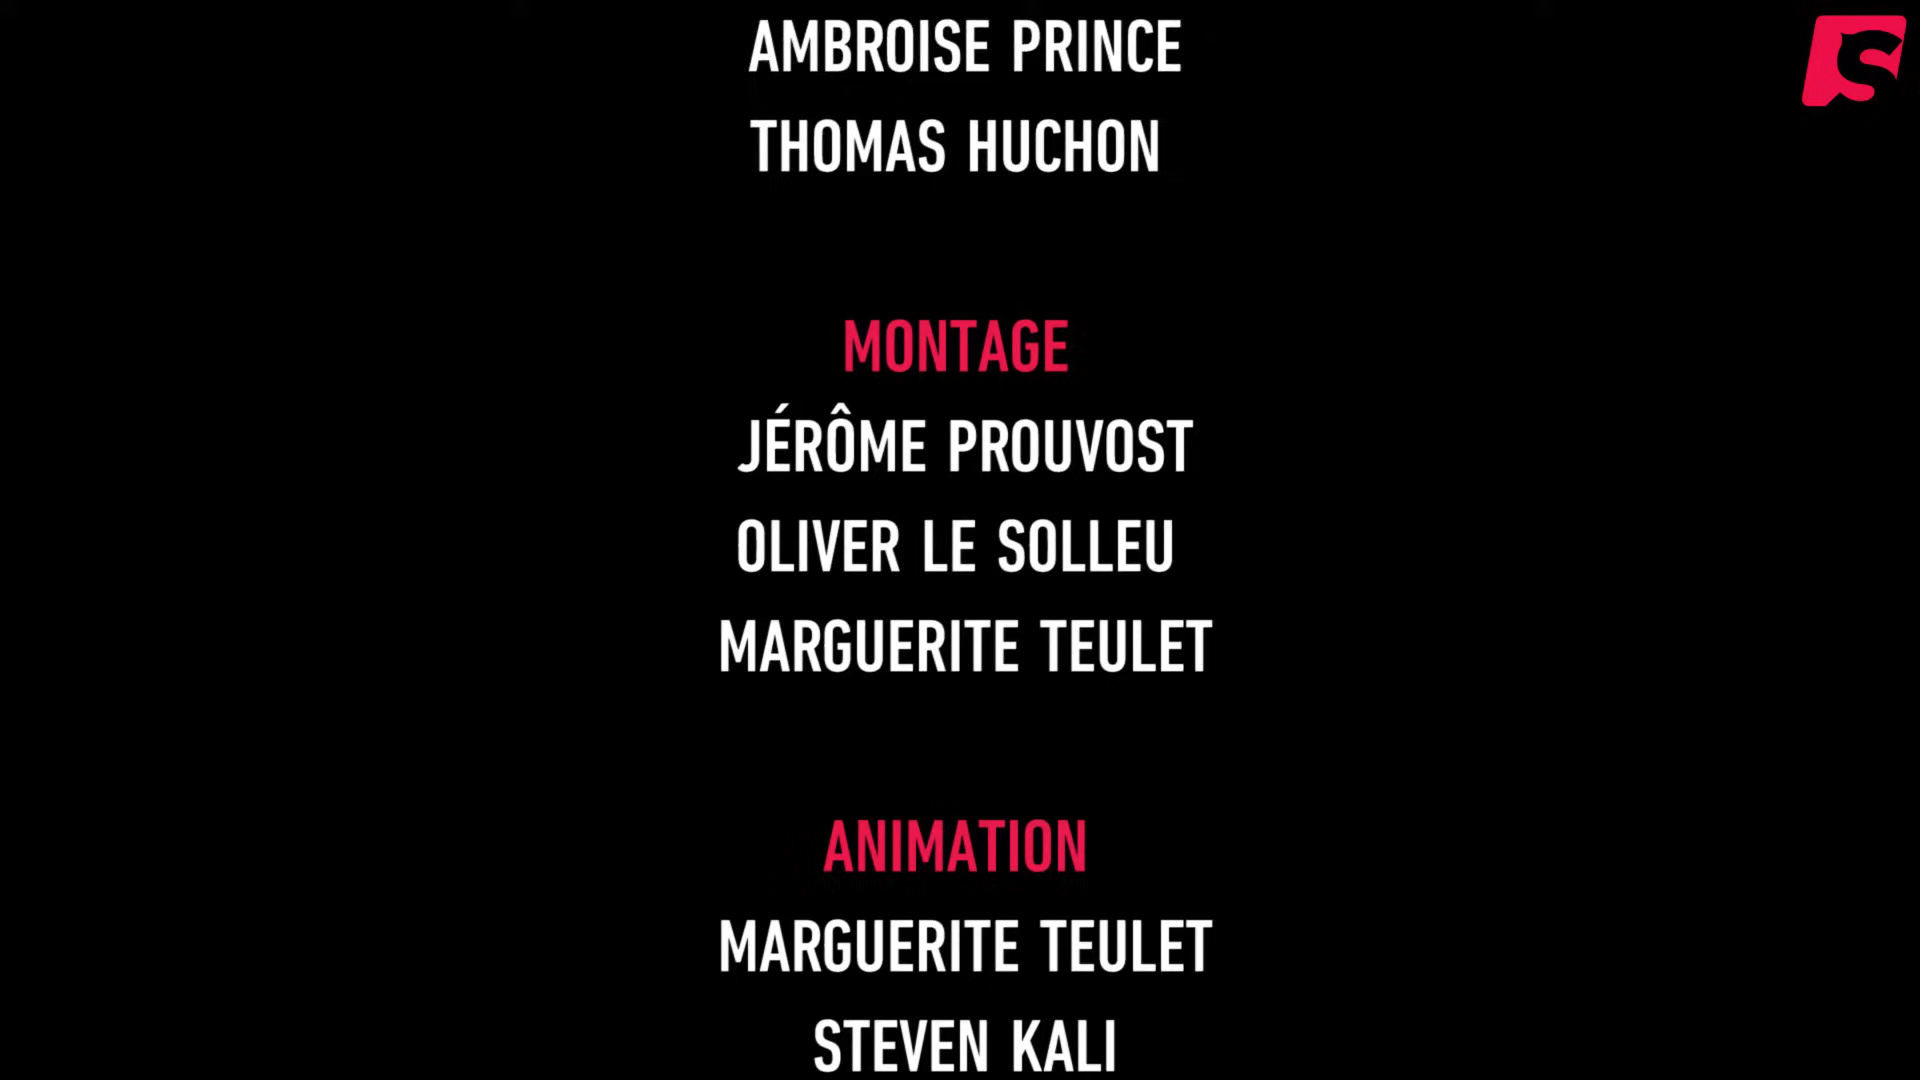 AMBROISE PRINCE
THOMAS HUCHON
MONTAGE
JÉRÔME PROUVOST
OLIVER LE SOLLEU
MARGUERITE TEULET
ANIMATION
MARGUERITE TEULET
STEVEN KALI